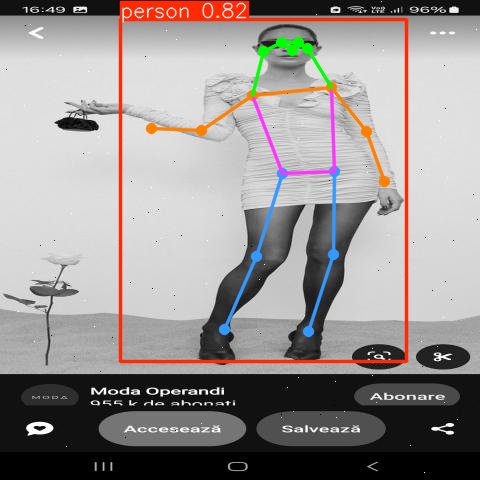 16:49 96%
person 0.82
MODA
Moda Operandi
955 k de abonați
Abonare
Accesează
Salvează